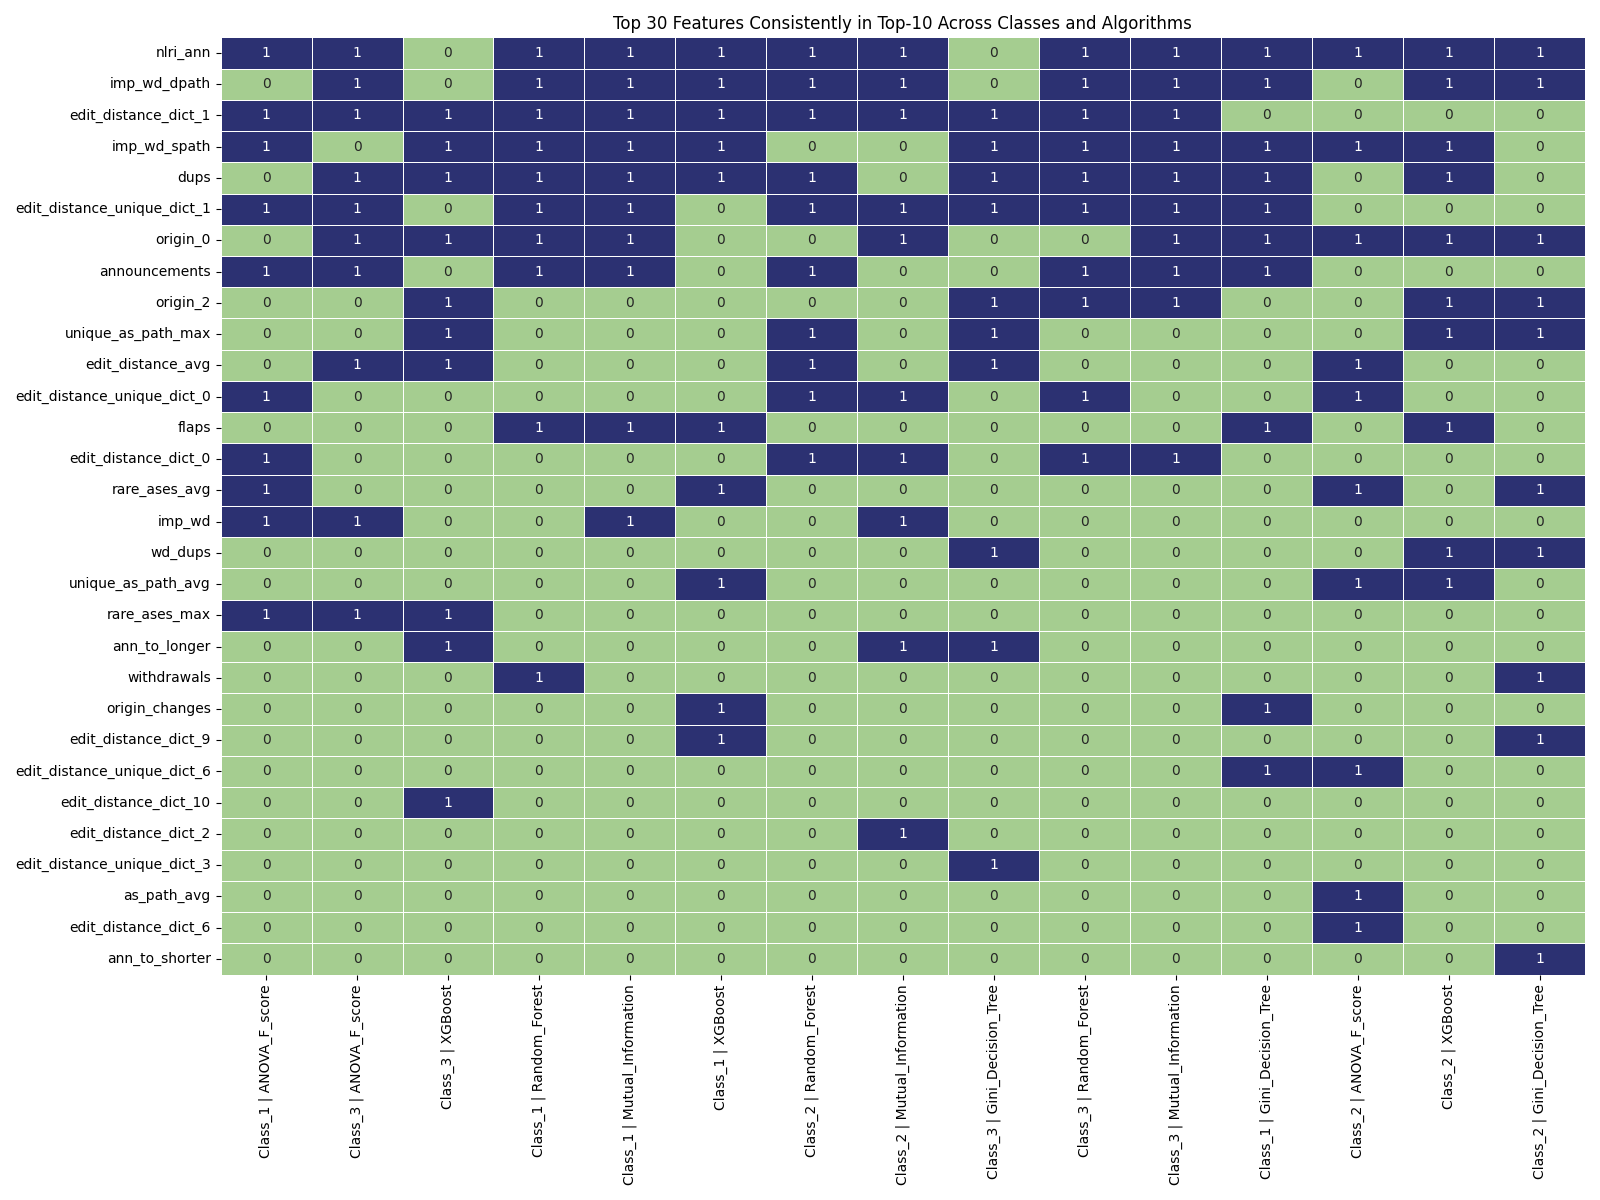 Top 30 Features Consistently in Top-10 Across Classes and Algorithms
nlri_ann 1 1 0 1 1 1 1 1 0 1 1 1 1 1 1
imp_wd_dpath 0 1 0 1 1 1 1 1 0 1 1 1 0 1 1
edit_distance_dict_1 1 1 1 1 1 1 1 1 1 1 1 0 0 0 0
imp_wd_spath 1 0 1 1 1 1 0 0 1 1 1 1 1 1 0
dups 0 1 1 1 1 1 1 0 1 1 1 1 0 1 0
edit_distance_unique_dict_1 1 1 0 1 1 0 1 1 1 1 1 1 0 0 0
origin_0 0 1 1 1 1 0 0 1 0 0 1 1 1 1 1
announcements 1 1 0 1 1 0 1 0 0 1 1 1 0 0 0
origin_2 0 0 1 0 0 0 0 0 1 1 1 0 0 1 1
unique_as_path_max 0 0 1 0 0 0 1 0 1 0 0 0 0 1 1
edit_distance_avg 0 1 1 0 0 0 1 0 1 0 0 0 1 0 0
edit_distance_unique_dict_0 1 0 0 0 0 0 1 1 0 1 0 0 1 0 0
flaps 0 0 0 1 1 1 0 0 0 0 0 1 0 1 0
edit_distance_dict_0 1 0 0 0 0 0 1 1 0 1 1 0 0 0 0
rare_ases_avg 1 0 0 0 0 1 0 0 0 0 0 0 1 0 1
imp_wd 1 1 0 0 1 0 0 1 0 0 0 0 0 0 0
wd_dups 0 0 0 0 0 0 0 0 1 0 0 0 0 1 1
unique_as_path_avg 0 0 0 0 0 1 0 0 0 0 0 0 1 1 0
rare_ases_max 1 1 1 0 0 0 0 0 0 0 0 0 0 0 0
ann_to_longer 0 0 1 0 0 0 0 1 1 0 0 0 0 0 0
withdrawals 0 0 0 1 0 0 0 0 0 0 0 0 0 0 1
origin_changes 0 0 0 0 0 1 0 0 0 0 0 1 0 0 0
edit_distance_dict_9 0 0 0 0 0 1 0 0 0 0 0 0 0 0 1
edit_distance_unique_dict_6 0 0 0 0 0 0 0 0 0 0 0 1 1 0 0
edit_distance_dict_10 0 0 1 0 0 0 0 0 0 0 0 0 0 0 0
edit_distance_dict_2 0 0 0 0 0 0 0 1 0 0 0 0 0 0 0
edit_distance_unique_dict_3 0 0 0 0 0 0 0 0 1 0 0 0 0 0 0
as_path_avg 0 0 0 0 0 0 0 0 0 0 0 0 1 0 0
edit_distance_dict_6 0 0 0 0 0 0 0 0 0 0 0 0 1 0 0
ann_to_shorter 0 0 0 0 0 0 0 0 0 0 0 0 0 0 1
Class_1 | ANOVA_F_score
Class_3 | ANOVA_F_score
Class_3 | XGBoost
Class_1 | Random_Forest
Class_1 | Mutual_Information
Class_1 | XGBoost
Class_2 | Random_Forest
Class_2 | Mutual_Information
Class_3 | Gini_Decision_Tree
Class_3 | Random_Forest
Class_3 | Mutual_Information
Class_1 | Gini_Decision_Tree
Class_2 | ANOVA_F_score
Class_2 | XGBoost
Class_2 | Gini_Decision_Tree